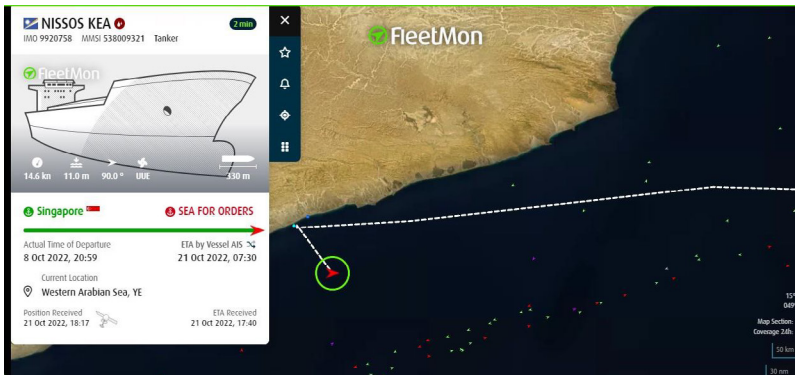 NISSOS KEA
2 min
IMO 9920758 MMSI 538009321 Tanker
FleetMon
14.6 kn 11.0 m 90.0 ° UUE 330 m
Singapore SEA FOR ORDERS
Actual Time of Departure ETA by Vessel AIS
8 Oct 2022, 20:59 21 Oct 2022, 07:30
Current Location
Western Arabian Sea, YE
Position Received ETA Received
21 Oct 2022, 18:17 21 Oct 2022, 17:40
FleetMon
15°
049°
Map Section:
Coverage 24h:
50 km
30 nm